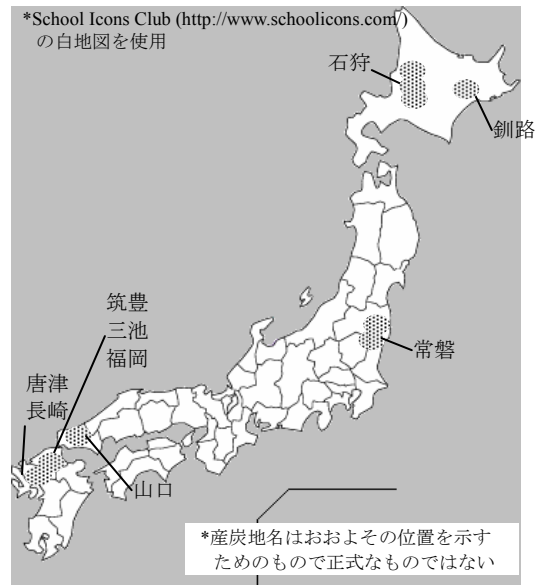 *School Icons Club (http://www.schoolicons.com/)
の白地図を使用
石狩
釧路
筑豊
三池
福岡
常磐
唐津
長崎
山口
*産炭地名はおおよその位置を示す
ためのもので正式なものではない